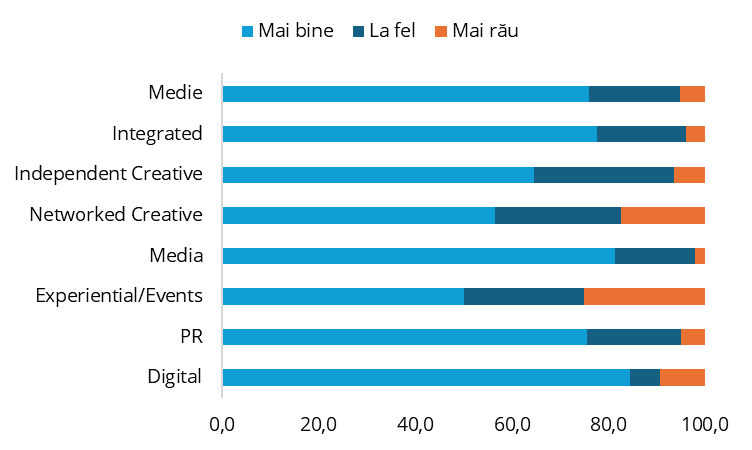 Mai bine La fel Mai rău
Medie
Integrated
Independent Creative
Networked Creative
Media
Experiential/Events
PR
Digital
0,0 20,0 40,0 60,0 80,0 100,0